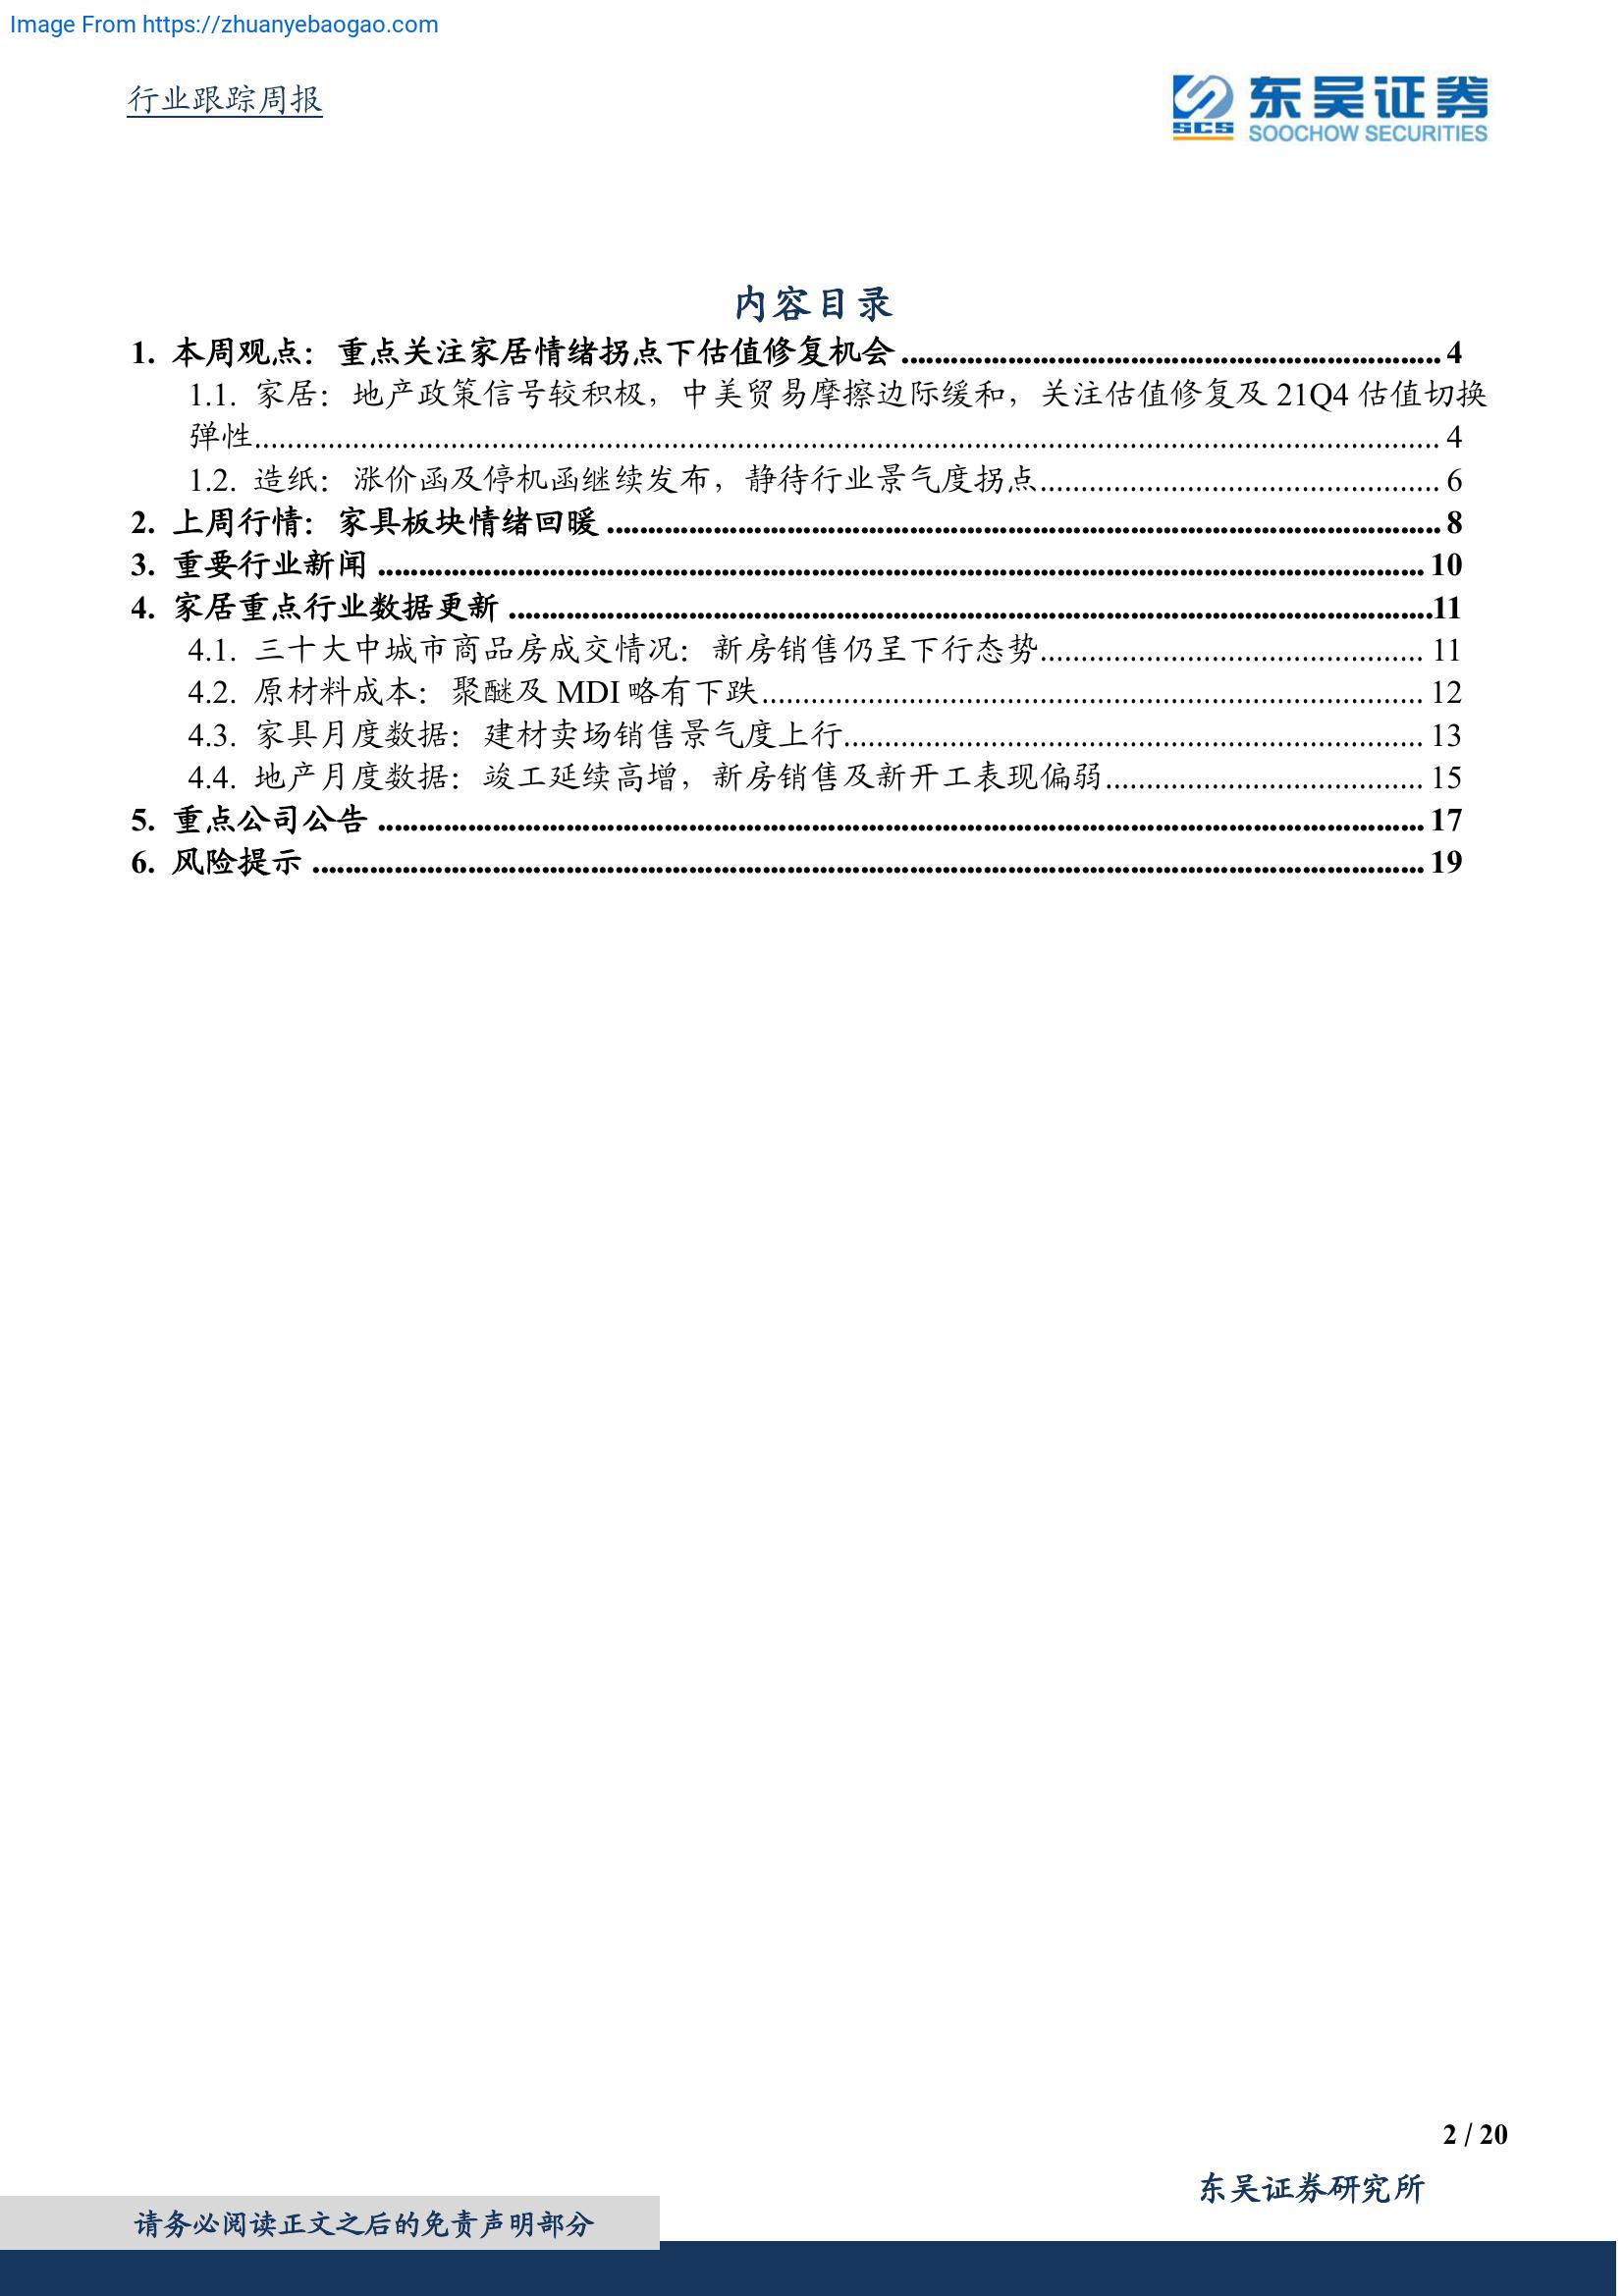 Image From https://zhuanyebaogao.com
行业跟踪周报
SCS
东吴证券
SOOCHOW SECURITIES
内容目录
1. 本周观点：重点关注家居情绪拐点下估值修复机会 ........ 4
1.1. 家居：地产政策信号较积极，中美贸易摩擦边际缓和，关注估值修复及 21Q4 估值切换
弹性........ 4
1.2. 造纸：涨价函及停机函继续发布，静待行业景气度拐点........ 6
2. 上周行情：家具板块情绪回暖 ........ 8
3. 重要行业新闻 ........ 10
4. 家居重点行业数据更新 ........11
4.1. 三十大中城市商品房成交情况：新房销售仍呈下行态势........ 11
4.2. 原材料成本：聚醚及 MDI 略有下跌........ 12
4.3. 家具月度数据：建材卖场销售景气度上行........ 13
4.4. 地产月度数据：竣工延续高增，新房销售及新开工表现偏弱........ 15
5. 重点公司公告 ........ 17
6. 风险提示 ........ 19
2 / 20
东吴证券研究所
请务必阅读正文之后的免责声明部分